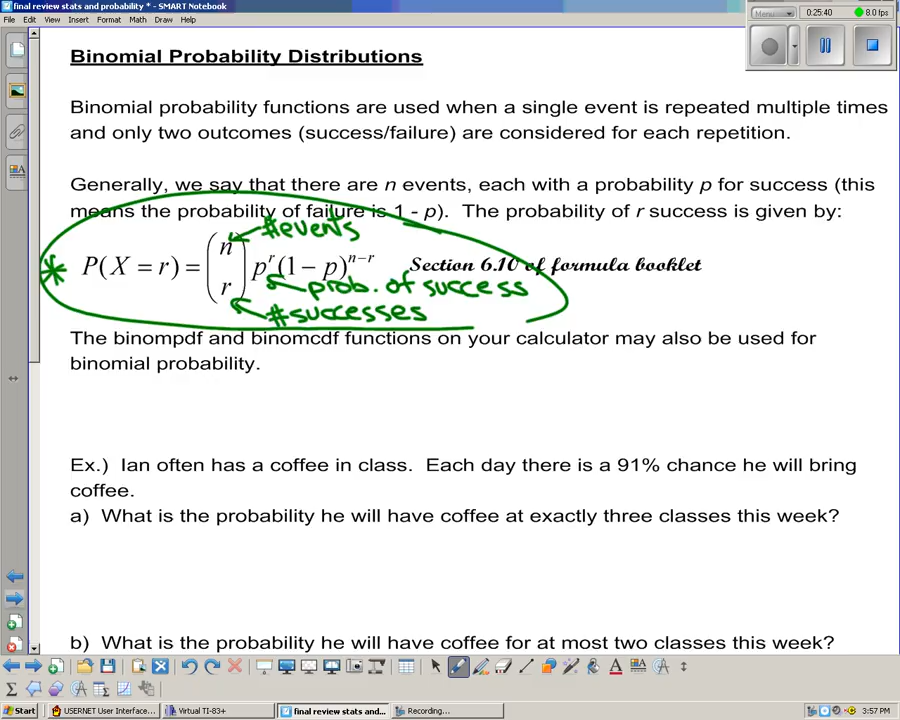 final review stats and probability * - SMART Notebook
File Edit View Insert Format Math Draw Help
Menu 0:25:40 8.0 fps
Binomial Probability Distributions
Binomial probability functions are used when a single event is repeated multiple times
and only two outcomes (success/failure) are considered for each repetition.
Generally, we say that there are n events, each with a probability p for success (this
means the probability of failure is 1 - p). The probability of r success is given by:
#events
P(X = r) = (n r) p^r (1 − p)^{n−r} Section 6.10 of formula booklet
* prob. of success
#successes
The binompdf and binomcdf functions on your calculator may also be used for
binomial probability.
Ex.) Ian often has a coffee in class. Each day there is a 91% chance he will bring
coffee.
a) What is the probability he will have coffee at exactly three classes this week?
b) What is the probability he will have coffee for at most two classes this week?
Start USERNET User Interface... Virtual TI-83+ final review stats and... Recording... 3:57 PM